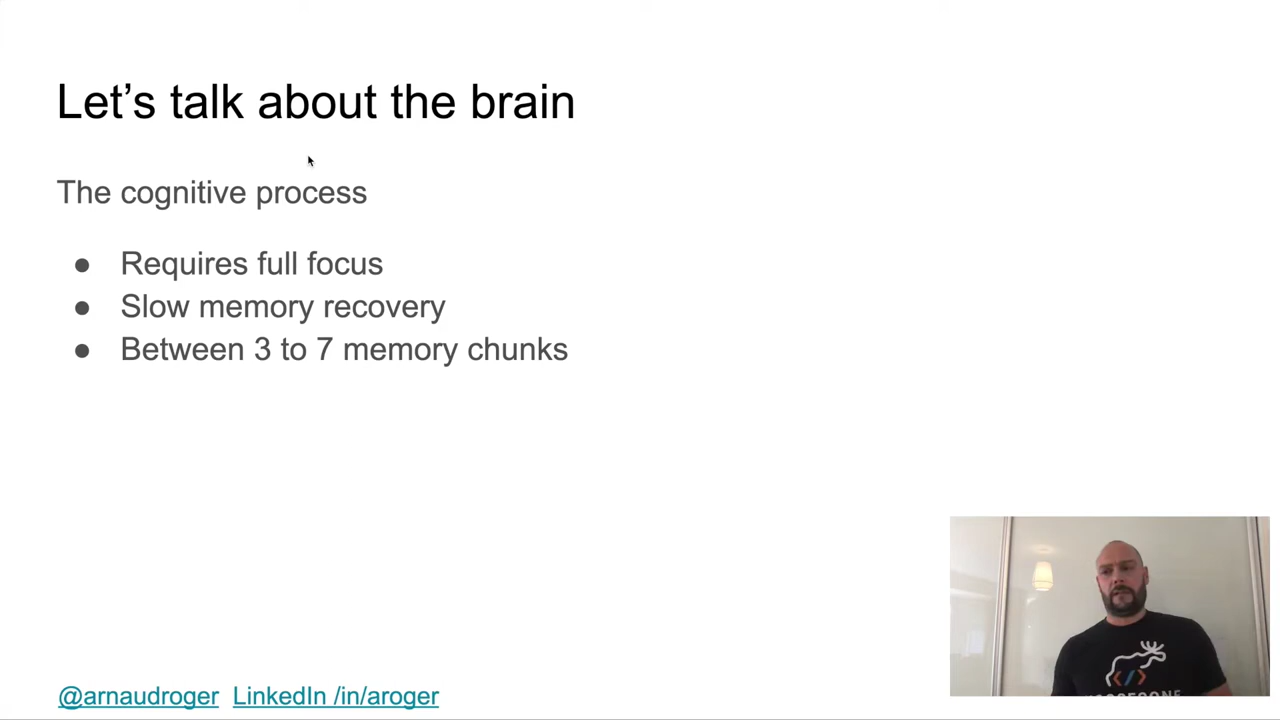 Let's talk about the brain
The cognitive process
● Requires full focus
● Slow memory recovery
● Between 3 to 7 memory chunks
@arnaudroger LinkedIn /in/aroger